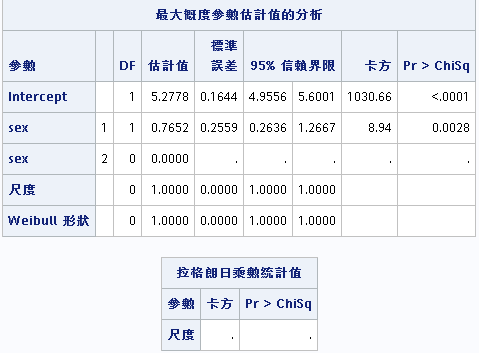 最大概度參數估計值的分析
參數 DF 估計值 標準誤差 95% 信賴界限 卡方 Pr > ChiSq
Intercept 1 5.2778 0.1644 4.9556 5.6001 1030.66 <.0001
sex 1 1 0.7652 0.2559 0.2636 1.2667 8.94 0.0028
sex 2 0 0.0000 . . . . .
尺度 0 1.0000 0.0000 1.0000 1.0000
Weibull 形狀 0 1.0000 0.0000 1.0000 1.0000
拉格朗日乘數統計值
參數 卡方 Pr > ChiSq
尺度 . .